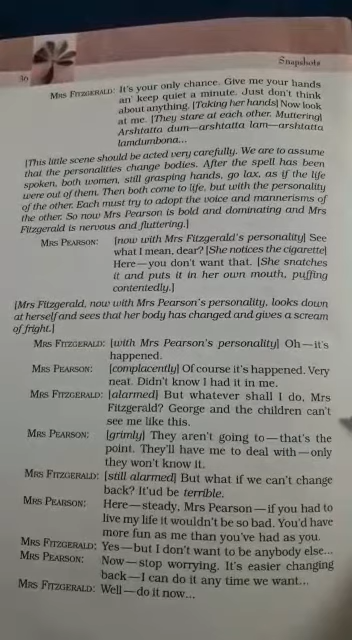 Snapshots
36
MRS FITZGERALD: It's your only chance. Give me your hands
an' keep quiet a minute. Just don't think
about anything. [Taking her hands] Now look
at me. [They stare at each other. Muttering]
Arshtatta dum—arshtatta lam—arshtatta
lamdumbona...
[This little scene should be acted very carefully. We are to assume
that the personalities change bodies. After the spell has been
spoken, both women, still grasping hands, go lax, as if the life
were out of them. Then both come to life, but with the personality
of the other. Each must try to adopt the voice and mannerisms of
the other. So now Mrs Pearson is bold and dominating and Mrs
Fitzgerald is nervous and fluttering.]
MRS PEARSON: [now with Mrs Fitzgerald's personality] See
what I mean, dear? [She notices the cigarette]
Here—you don't want that. [She snatches
it and puts it in her own mouth, puffing
contentedly.]
[Mrs Fitzgerald, now with Mrs Pearson's personality, looks down
at herself and sees that her body has changed and gives a scream
of fright.]
MRS FITZGERALD: [with Mrs Pearson's personality] Oh—it's
happened.
MRS PEARSON: [complacently] Of course it's happened. Very
neat. Didn't know I had it in me.
MRS FITZGERALD: [alarmed] But whatever shall I do, Mrs
Fitzgerald? George and the children can't
see me like this.
MRS PEARSON: [grimly] They aren't going to—that's the
point. They'll have me to deal with—only
they won't know it.
MRS FITZGERALD: [still alarmed] But what if we can't change
back? It'ud be terrible.
MRS PEARSON: Here—steady, Mrs Pearson—if you had to
live my life it wouldn't be so bad. You'd have
more fun as me than you've had as you.
MRS FITZGERALD: Yes—but I don't want to be anybody else...
MRS PEARSON: Now—stop worrying. It's easier changing
back—I can do it any time we want...
MRS FITZGERALD: Well—do it now...